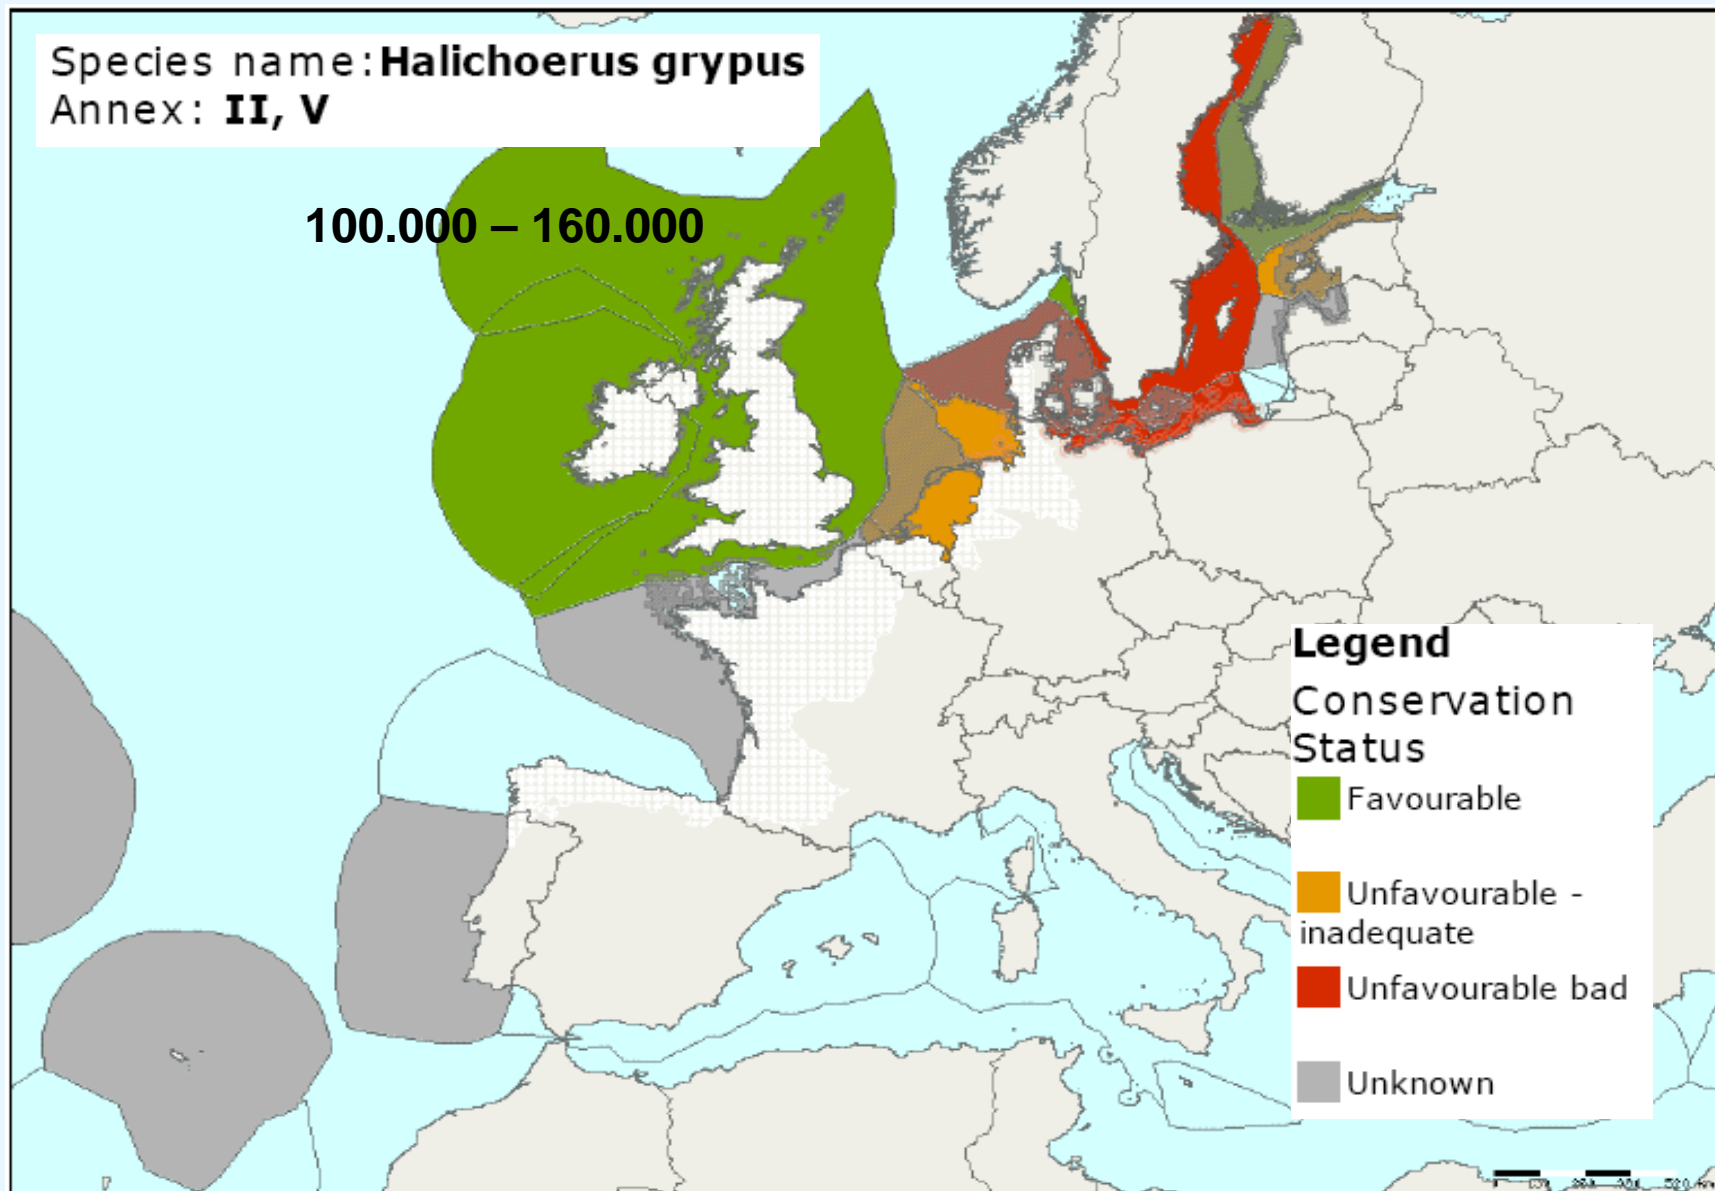 Species name: Halichoerus grypus
Annex: II, V
100.000 – 160.000
Legend
Conservation
Status
Favourable
Unfavourable -
inadequate
Unfavourable bad
Unknown